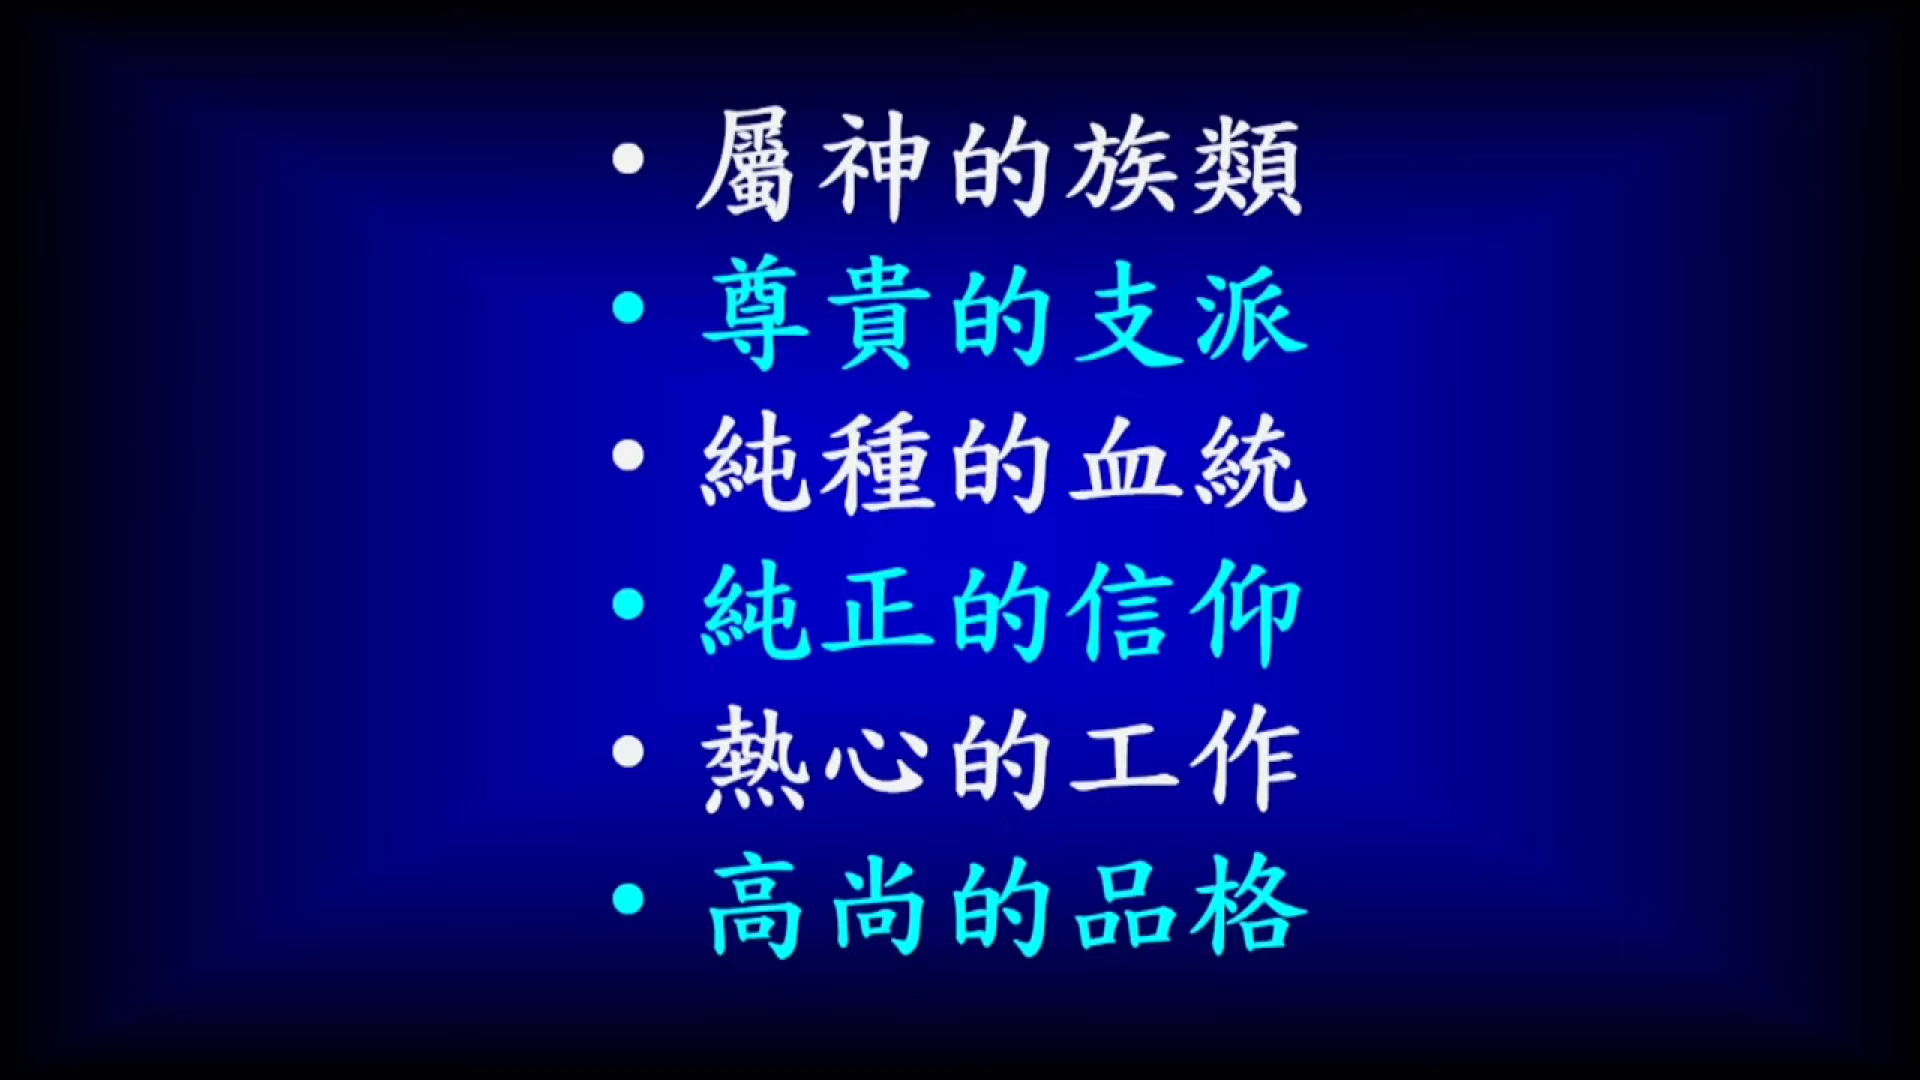 • 屬神的族類
• 尊貴的支派
• 純種的血統
• 純正的信仰
• 熱心的工作
• 高尚的品格